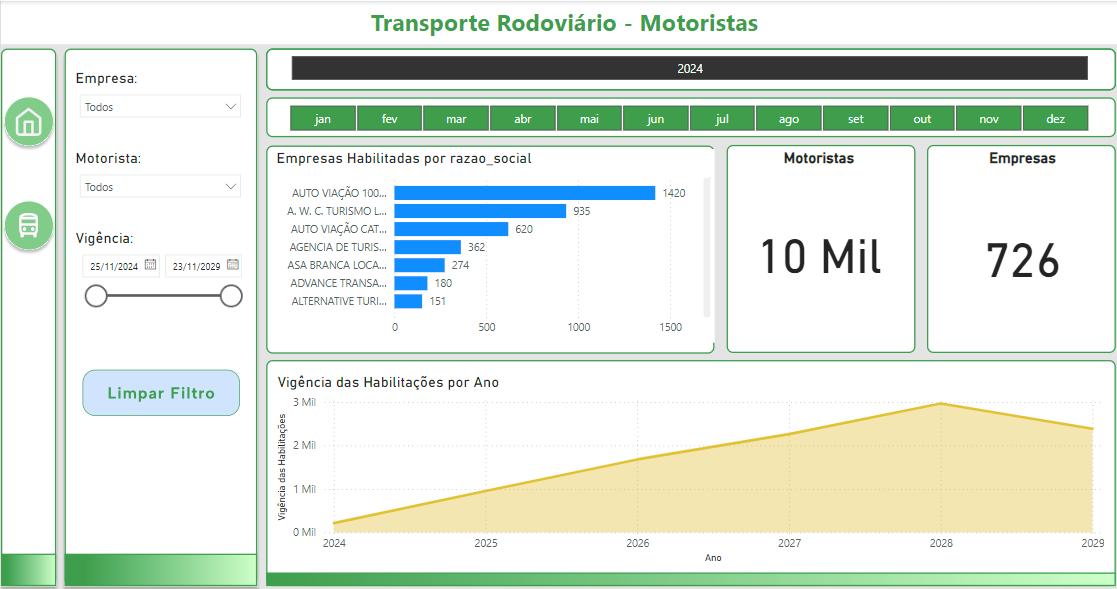 Transporte Rodoviário - Motoristas
Empresa:
Todos
Motorista:
Todos
Vigência:
25/11/2024 23/11/2029
Limpar Filtro
2024
jan fev mar abr mai jun jul ago set out nov dez
Empresas Habilitadas por razao_social
AUTO VIAÇÃO 100... 1420
A. W. C. TURISMO L... 935
AUTO VIAÇÃO CAT... 620
AGENCIA DE TURIS... 362
ASA BRANCA LOCA... 274
ADVANCE TRANSA... 180
ALTERNATIVE TURI... 151
0 500 1000 1500
Motoristas
10 Mil
Empresas
726
Vigência das Habilitações por Ano
Vigência das Habilitações
3 Mil
2 Mil
1 Mil
0 Mil
2024 2025 2026 2027 2028 2029
Ano